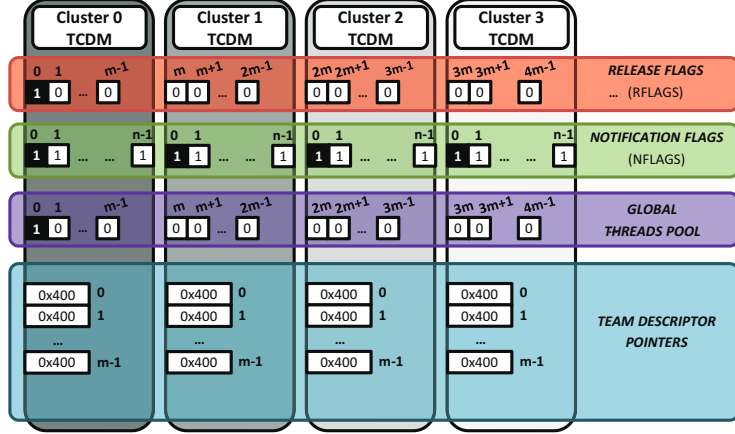 Cluster 0 Cluster 1 Cluster 2 Cluster 3
TCDM TCDM TCDM TCDM
0 1 m-1 m m+1 2m-1 2m 2m+1 3m-1 3m 3m+1 4m-1 RELEASE FLAGS
1 0 ... 0 0 0 ... 0 0 0 ... 0 0 0 0 ... (RFLAGS)
0 1 n-1 0 1 n-1 0 1 n-1 0 1 n-1 NOTIFICATION FLAGS
1 1 ... ... 1 1 1 ... ... 1 1 1 ... ... 1 1 1 ... ... 1 (NFLAGS)
0 1 m-1 m m+1 2m-1 2m 2m+1 3m-1 3m 3m+1 4m-1 GLOBAL
1 0 ... 0 0 0 ... 0 0 0 ... 0 0 0 0 ... THREADS POOL
0x400 0 0x400 0 0x400 0 0x400 0
0x400 1 0x400 1 0x400 1 0x400 1 TEAM DESCRIPTOR
... ... ... ... POINTERS
0x400 m-1 0x400 m-1 0x400 m-1 0x400 m-1